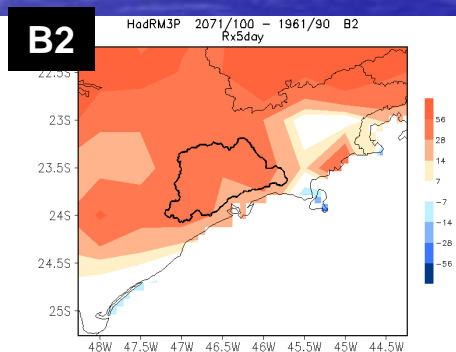 B2
HadRM3P 2071/100 - 1961/90 B2
Rx5day
22.5S
23S
23.5S
24S
24.5S
25S
48W 47.5W 47W 46.5W 46W 45.5W 45W 44.5W
56
28
14
7
-7
-14
-28
-56